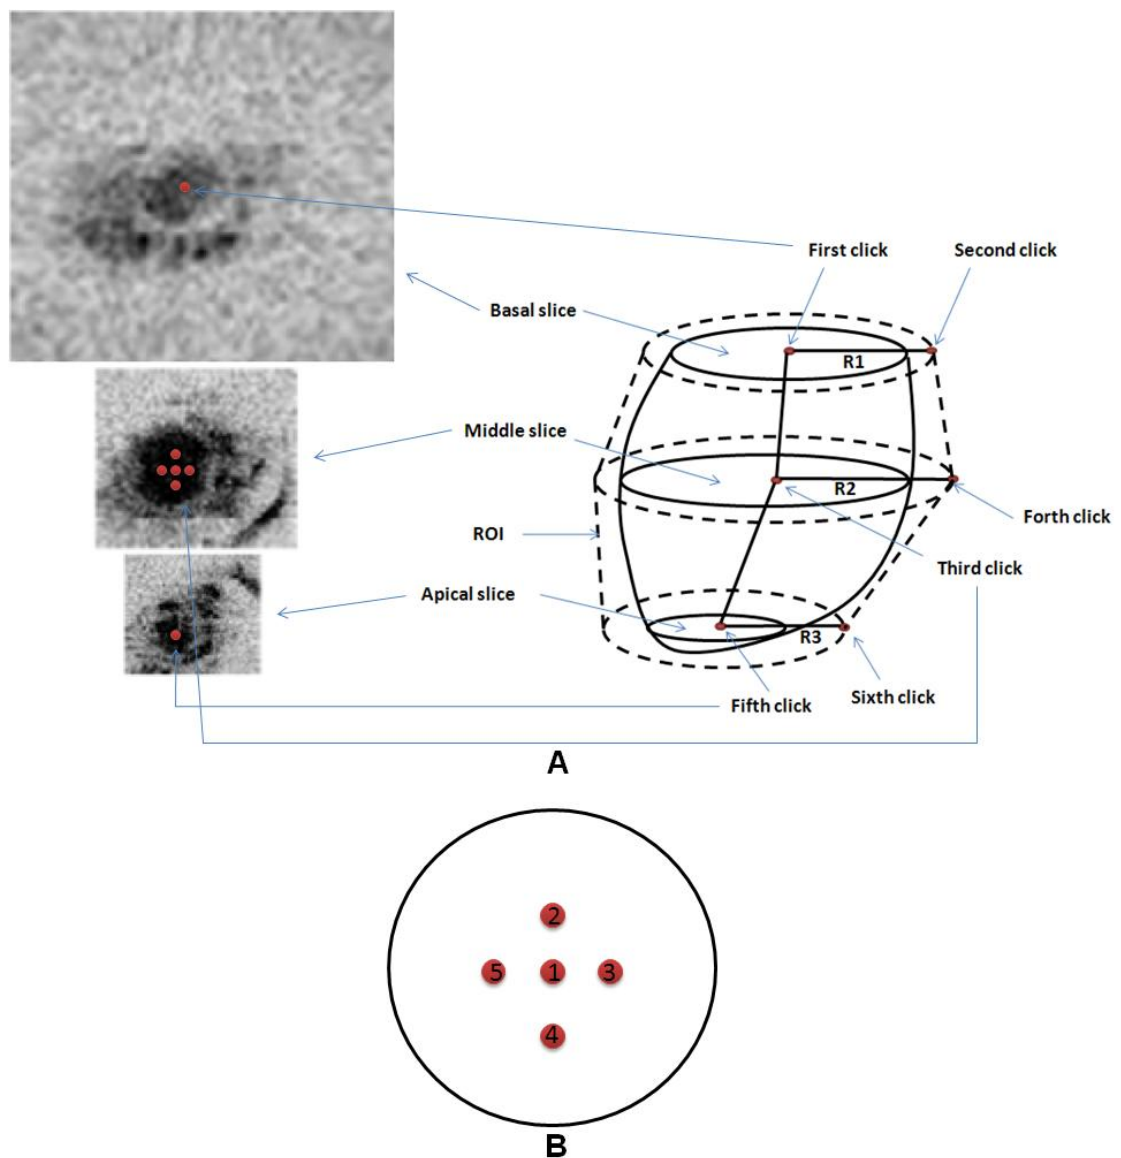 First click
Second click
Basal slice
R1
Middle slice
R2
Forth click
ROI
Third click
Apical slice
R3
Sixth click
Fifth click
A
2
5
1
3
4
B